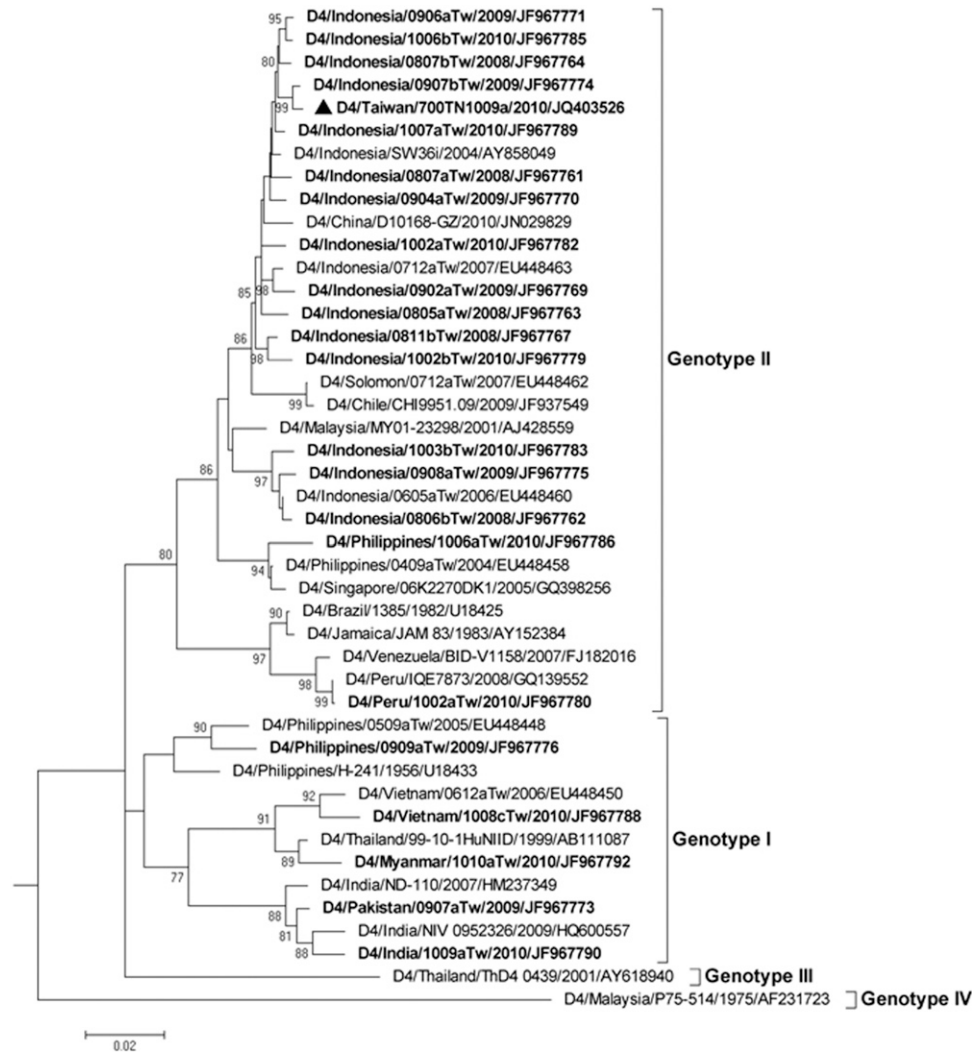 95
D4/Indonesia/0906aTw/2009/JF967771
D4/Indonesia/1006bTw/2010/JF967785
80
D4/Indonesia/0807bTw/2008/JF967764
D4/Indonesia/0907bTw/2009/JF967774
99
▲ D4/Taiwan/700TN1009a/2010/JQ403526
D4/Indonesia/1007aTw/2010/JF967789
D4/Indonesia/SW36i/2004/AY858049
D4/Indonesia/0807aTw/2008/JF967761
D4/Indonesia/0904aTw/2009/JF967770
D4/China/D10168-GZ/2010/JN029829
D4/Indonesia/1002aTw/2010/JF967782
D4/Indonesia/0712aTw/2007/EU448463
85
98
D4/Indonesia/0902aTw/2009/JF967769
D4/Indonesia/0805aTw/2008/JF967763
86
D4/Indonesia/0811bTw/2008/JF967767
98
D4/Indonesia/1002bTw/2010/JF967779
Genotype II
D4/Solomon/0712aTw/2007/EU448462
99
D4/Chile/CHI9951.09/2009/JF937549
D4/Malaysia/MY01-23298/2001/AJ428559
D4/Indonesia/1003bTw/2010/JF967783
86
97
D4/Indonesia/0908aTw/2009/JF967775
D4/Indonesia/0605aTw/2006/EU448460
D4/Indonesia/0806bTw/2008/JF967762
D4/Philippines/1006aTw/2010/JF967786
80
94
D4/Philippines/0409aTw/2004/EU448458
D4/Singapore/06K2270DK1/2005/GQ398256
90
D4/Brazil/1385/1982/U18425
D4/Jamaica/JAM 83/1983/AY152384
97
D4/Venezuela/BID-V1158/2007/FJ182016
98
D4/Peru/IQE7873/2008/GQ139552
99
D4/Peru/1002aTw/2010/JF967780
90
D4/Philippines/0509aTw/2005/EU448448
D4/Philippines/0909aTw/2009/JF967776
D4/Philippines/H-241/1956/U18433
92
D4/Vietnam/0612aTw/2006/EU448450
91
D4/Vietnam/1008cTw/2010/JF967788
D4/Thailand/99-10-1HuNIID/1999/AB111087
Genotype I
89
D4/Myanmar/1010aTw/2010/JF967792
77
D4/India/ND-110/2007/HM237349
88
D4/Pakistan/0907aTw/2009/JF967773
81
D4/India/NIV 0952326/2009/HQ600557
88
D4/India/1009aTw/2010/JF967790
D4/Thailand/ThD4 0439/2001/AY618940
Genotype III
D4/Malaysia/P75-514/1975/AF231723
Genotype IV
0.02